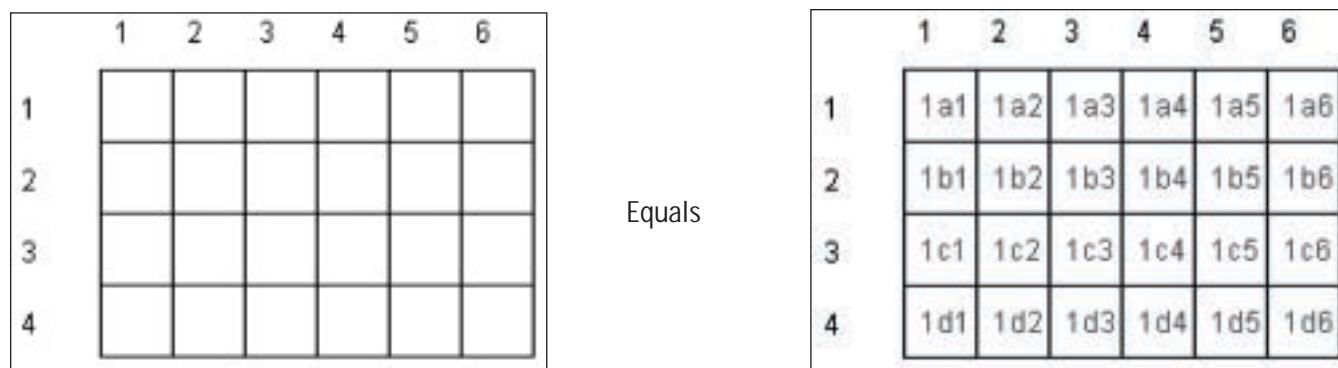 1 2 3 4 5 6
1
2
3
4
Equals
1 2 3 4 5 6
1 1a1 1a2 1a3 1a4 1a5 1a6
2 1b1 1b2 1b3 1b4 1b5 1b6
3 1c1 1c2 1c3 1c4 1c5 1c6
4 1d1 1d2 1d3 1d4 1d5 1d6